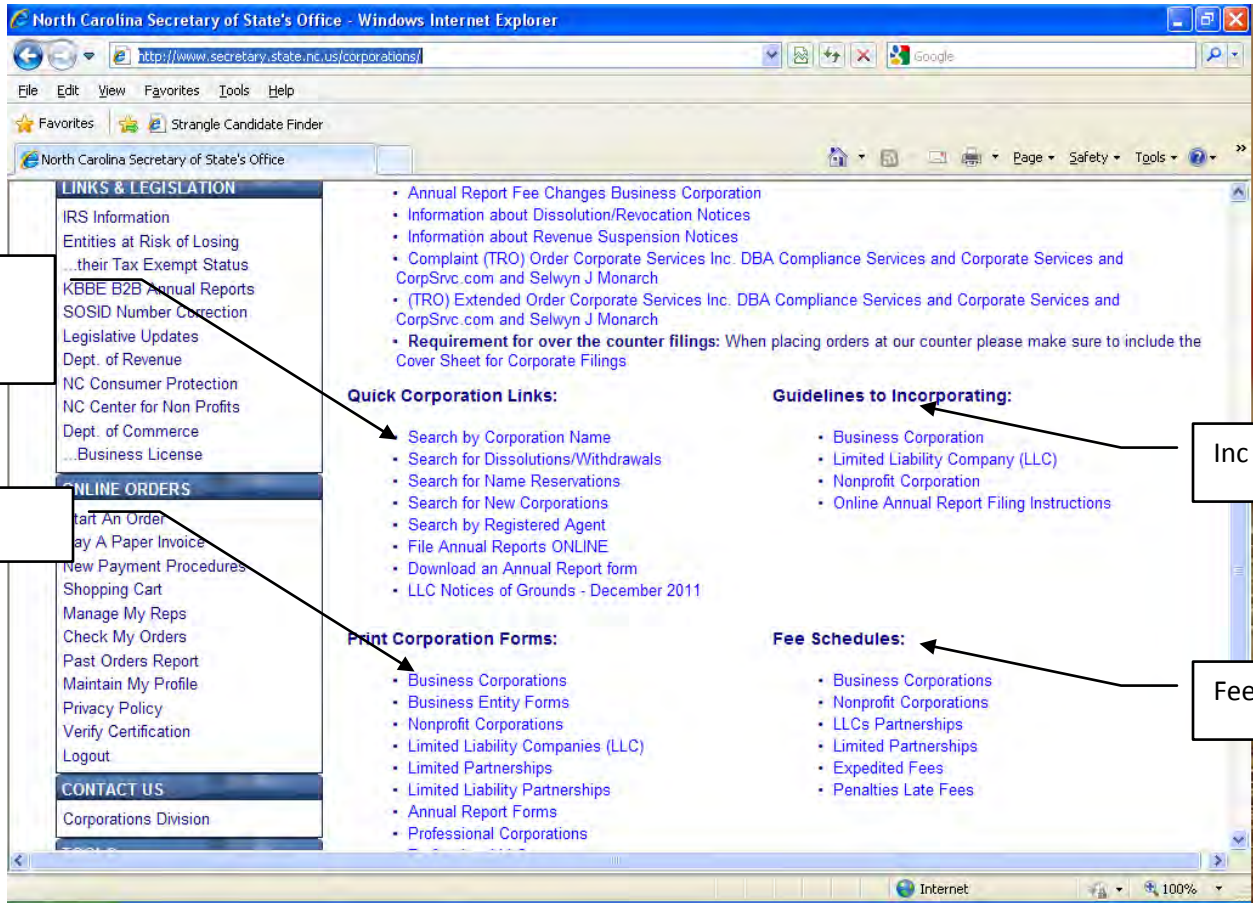 North Carolina Secretary of State's Office - Windows Internet Explorer
http://www.secretary.state.nc.us/corporations/
Google
File Edit View Favorites Tools Help
Favorites Strangle Candidate Finder
North Carolina Secretary of State's Office
Page Safety Tools
LINKS & LEGISLATION
IRS Information
Entities at Risk of Losing
...their Tax Exempt Status
KBBE B2B Annual Reports
SOSID Number Correction
Legislative Updates
Dept. of Revenue
NC Consumer Protection
NC Center for Non Profits
Dept. of Commerce
...Business License
ONLINE ORDERS
Start An Order
Pay A Paper Invoice
New Payment Procedures
Shopping Cart
Manage My Reps
Check My Orders
Past Orders Report
Maintain My Profile
Privacy Policy
Verify Certification
Logout
CONTACT US
Corporations Division
• Annual Report Fee Changes Business Corporation
• Information about Dissolution/Revocation Notices
• Information about Revenue Suspension Notices
• Complaint (TRO) Order Corporate Services Inc. DBA Compliance Services and Corporate Services and
CorpSrvc.com and Selwyn J Monarch
• (TRO) Extended Order Corporate Services Inc. DBA Compliance Services and Corporate Services and
CorpSrvc.com and Selwyn J Monarch
• Requirement for over the counter filings: When placing orders at our counter please make sure to include the
Cover Sheet for Corporate Filings
Quick Corporation Links:
• Search by Corporation Name
• Search for Dissolutions/Withdrawals
• Search for Name Reservations
• Search for New Corporations
• Search by Registered Agent
• File Annual Reports ONLINE
• Download an Annual Report form
• LLC Notices of Grounds - December 2011
Guidelines to Incorporating:
• Business Corporation
• Limited Liability Company (LLC)
• Nonprofit Corporation
• Online Annual Report Filing Instructions
Inc
Print Corporation Forms:
• Business Corporations
• Business Entity Forms
• Nonprofit Corporations
• Limited Liability Companies (LLC)
• Limited Partnerships
• Limited Liability Partnerships
• Annual Report Forms
• Professional Corporations
Fee Schedules:
• Business Corporations
• Nonprofit Corporations
• LLCs Partnerships
• Limited Partnerships
• Expedited Fees
• Penalties Late Fees
Fee
Internet
100%